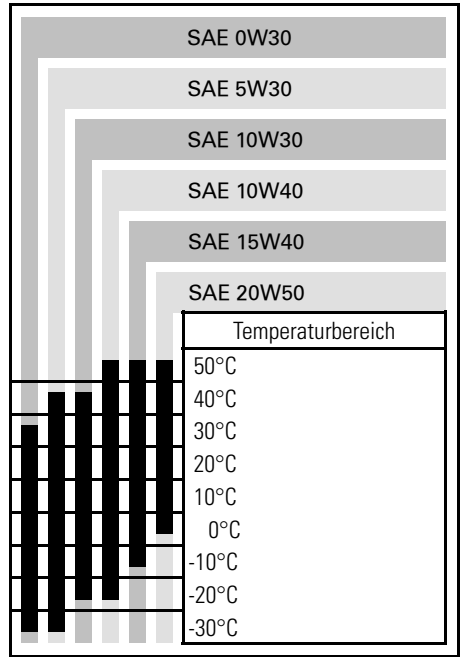 SAE 0W30
SAE 5W30
SAE 10W30
SAE 10W40
SAE 15W40
SAE 20W50
Temperaturbereich
50°C
40°C
30°C
20°C
10°C
0°C
-10°C
-20°C
-30°C